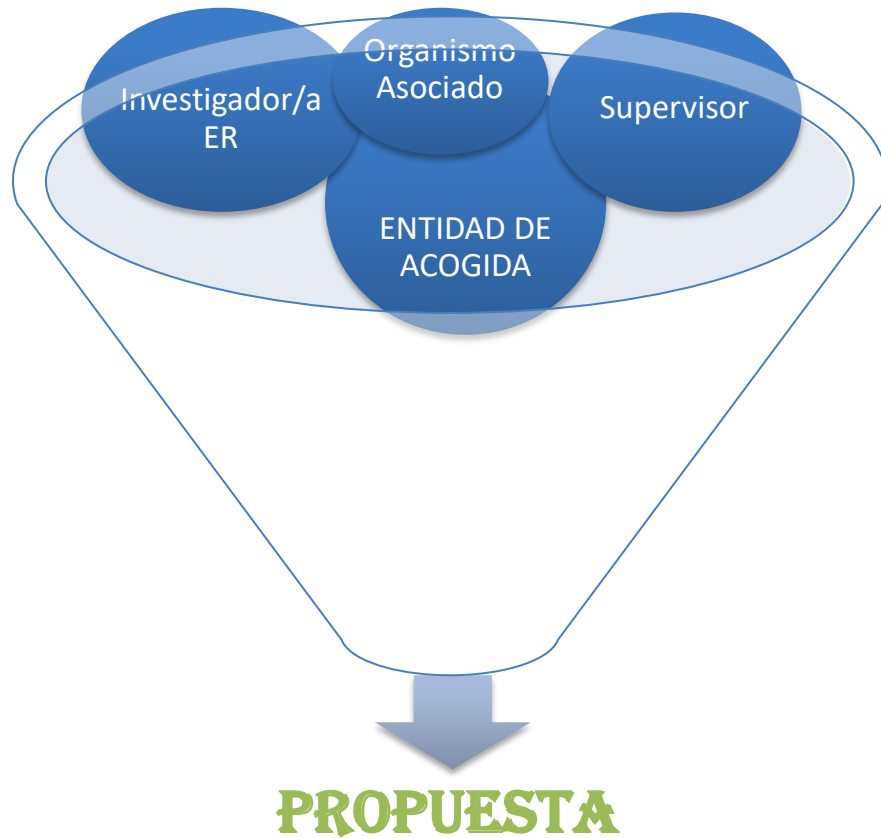 Investigador/a
ER
Organismo
Asociado
Supervisor
ENTIDAD DE
ACOGIDA
PROPUESTA